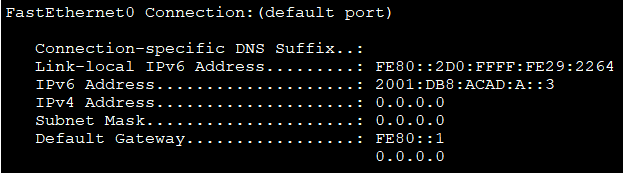 FastEthernet0 Connection:(default port)
Connection-specific DNS Suffix..:
Link-local IPv6 Address.........: FE80::2D0:FFFF:FE29:2264
IPv6 Address....................: 2001:DB8:ACAD:A::3
IPv4 Address....................: 0.0.0.0
Subnet Mask.....................: 0.0.0.0
Default Gateway.................: FE80::1
0.0.0.0